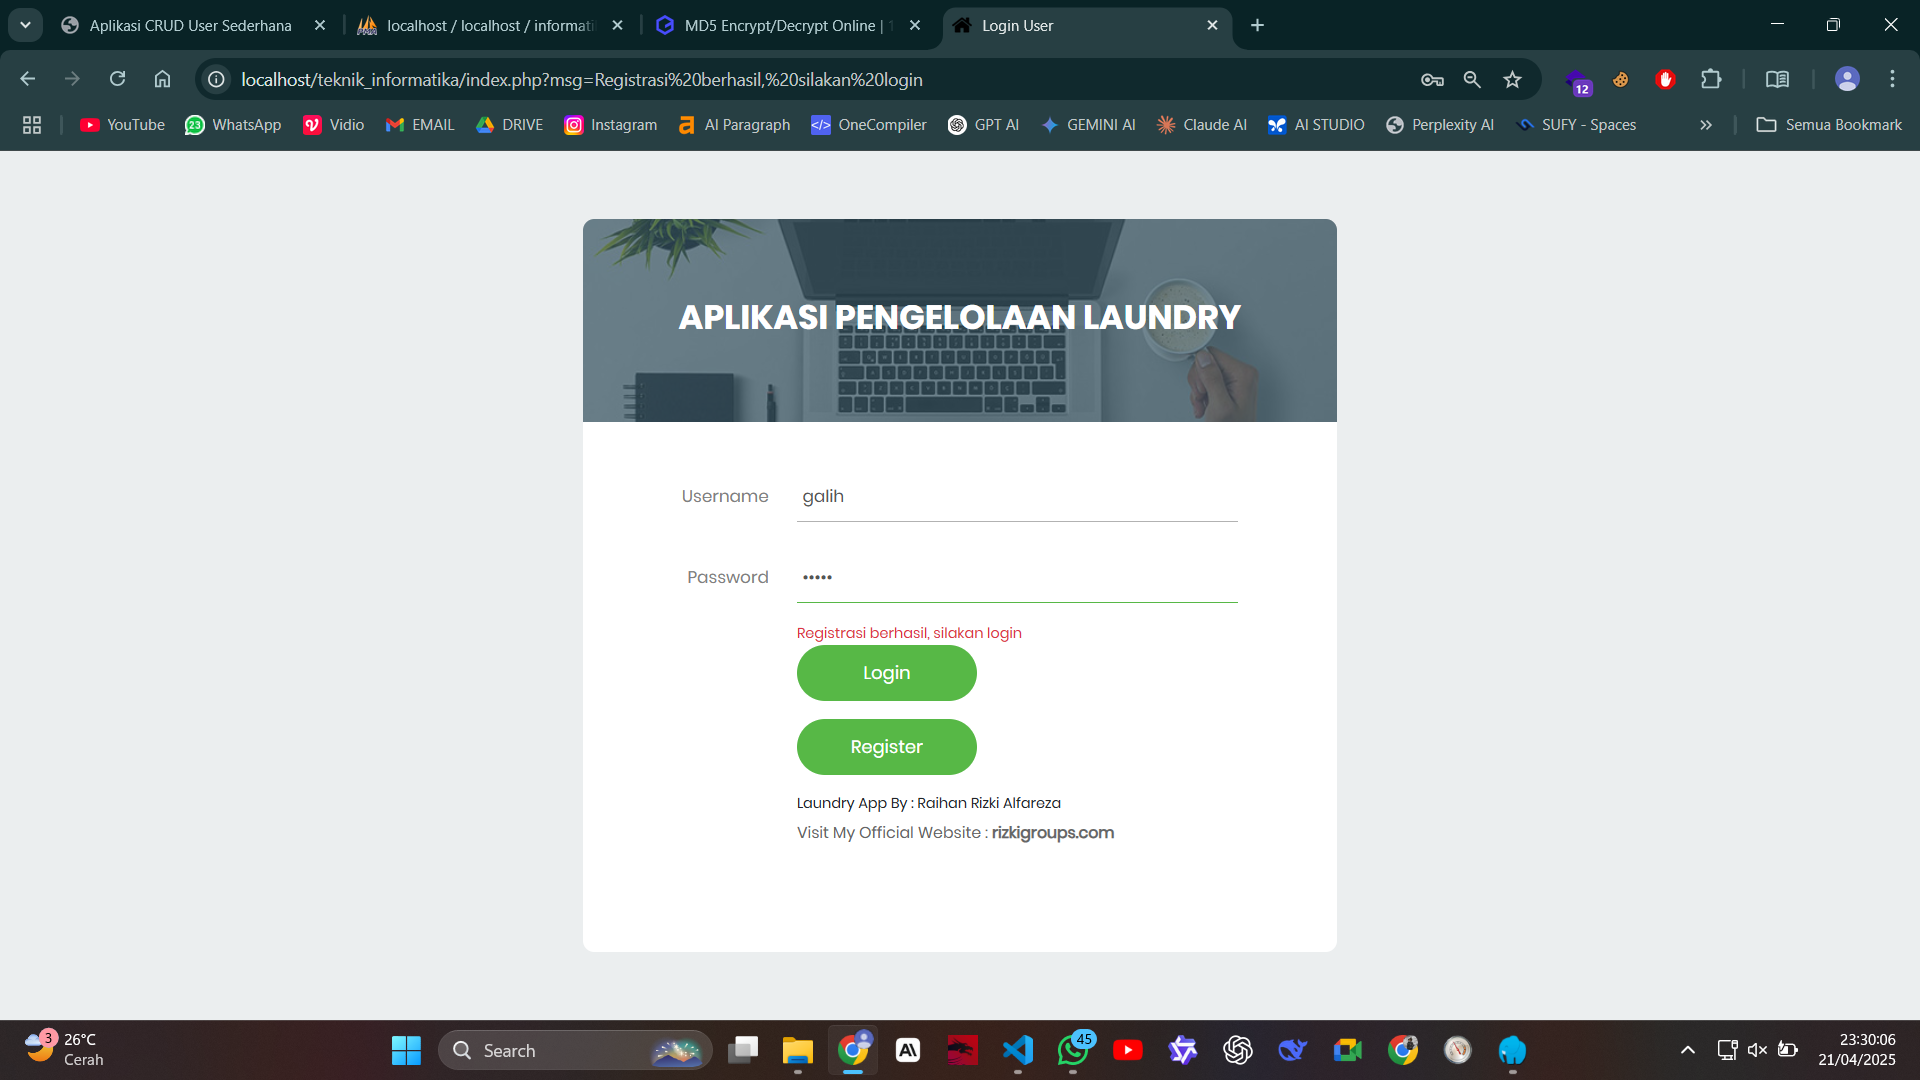 Aplikasi CRUD User Sederhana
localhost / localhost / informati
MD5 Encrypt/Decrypt Online |
Login User
localhost/teknik_informatika/index.php?msg=Registrasi%20berhasil,%20silakan%20login
12
YouTube
23
WhatsApp
Vidio
EMAIL
DRIVE
Instagram
AI Paragraph
OneCompiler
GPT AI
GEMINI AI
Claude AI
AI STUDIO
Perplexity AI
SUFY - Spaces
Semua Bookmark
APLIKASI PENGELOLAAN LAUNDRY
Username
galih
Password
•••••
Registrasi berhasil, silakan login
Login
Register
Laundry App By : Raihan Rizki Alfareza
Visit My Official Website : rizkigroups.com
3
26°C
Cerah
Search
45
23:30:06
21/04/2025